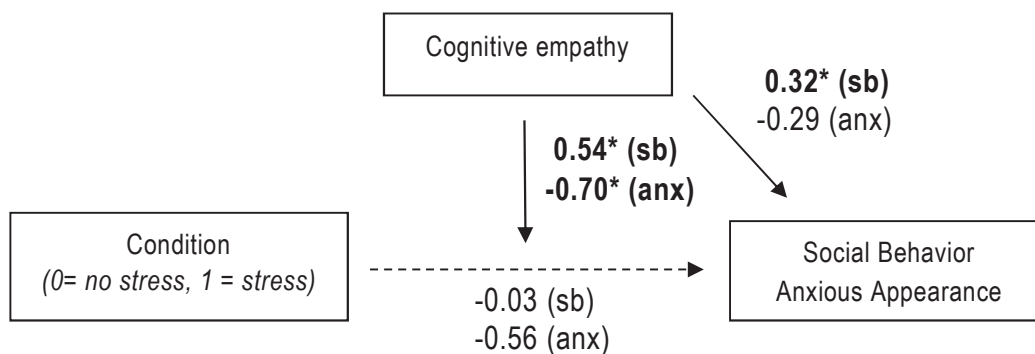 Cognitive empathy
0.32* (sb)
-0.29 (anx)
0.54* (sb)
-0.70* (anx)
Condition
(0= no stress, 1 = stress)
Social Behavior
Anxious Appearance
-0.03 (sb)
-0.56 (anx)